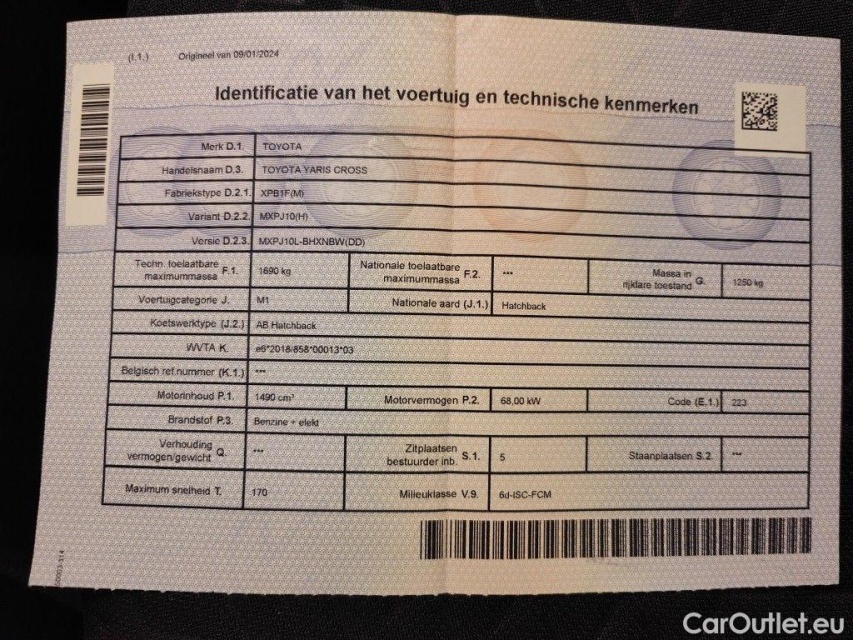 (I.1.) Origineel van 09/01/2024
Identificatie van het voertuig en technische kenmerken
Merk D.1. TOYOTA
Handelsnaam D.3. TOYOTA YARIS CROSS
Fabriekstype D.2.1. XPB1F(M)
Variant D.2.2. MXPJ10(H)
Versie D.2.3. MXPJ10L-BHXNBW(DD)
Techn. toelaatbare maximummassa F.1. 1690 kg Nationale toelaatbare maximummassa F.2. *** Massa in rijklare toestand G. 1250 kg
Voertuigcategorie J. M1 Nationale aard (J.1.) Hatchback
Koetswerktype (J.2.) AB Hatchback
WVTA K. e6*2018/858*00013*03
Belgisch ref.nummer (K.1.) ***
Motorinhoud P.1. 1490 cm³ Motorvermogen P.2. 68,00 kW Code (E.1.) 223
Brandstof P.3. Benzine + elekt
Verhouding vermogen/gewicht Q. *** Zitplaatsen bestuurder inb. S.1. 5 Staanplaatsen S.2. ***
Maximum snelheid T. 170 Milieuklasse V.9. 6d-ISC-FCM
CarOutlet.eu